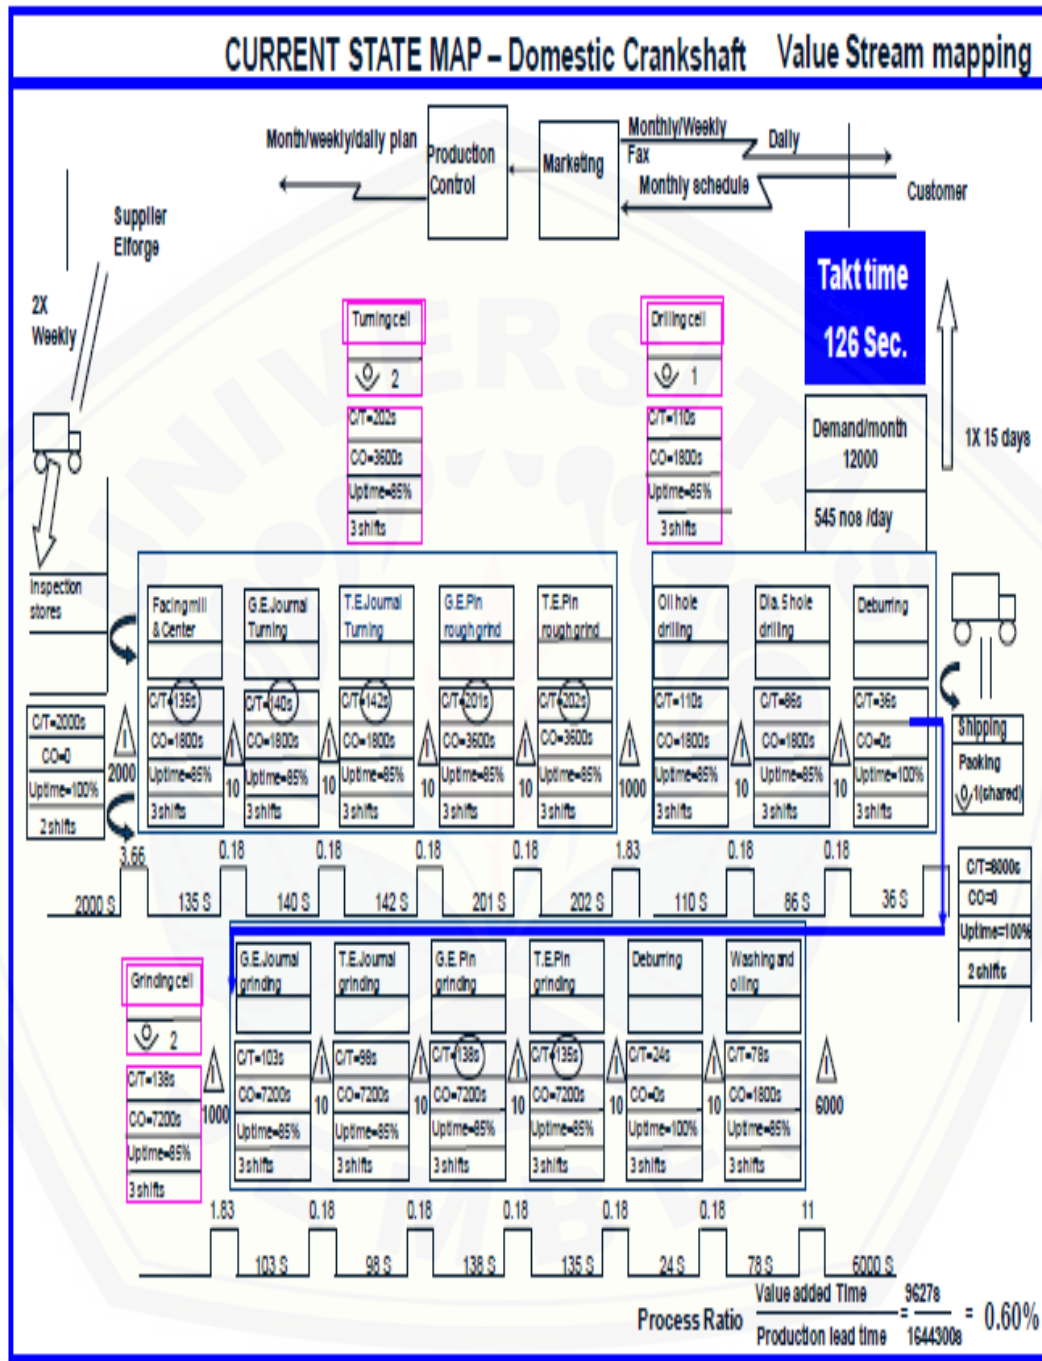 CURRENT STATE MAP – Domestic Crankshaft Value Stream mapping
Month/weekly/daily plan
Production
Control
Marketing
Monthly/Weekly
Fax
Daily
Monthly schedule
Customer
Supplier
Elforge
2X
Weekly
Takt time
126 Sec.
Demand/month
12000
545 nos /day
1X 15 days
Turning cell
2
C/T=202s
CO=3600s
Uptime=85%
3 shifts
Drilling cell
1
C/T=110s
CO=1800s
Uptime=85%
3 shifts
Inspection
stores
C/T=2000s
CO=0
Uptime=100%
2 shifts
I
2000
Facing mill
& Center
C/T=135s
CO=1800s
Uptime=85%
3 shifts
I
10
G.E.Journal
Turning
C/T=140s
CO=1800s
Uptime=85%
3 shifts
I
10
T.E.Journal
Turning
C/T=142s
CO=1800s
Uptime=85%
3 shifts
I
10
G.E.Pin
rough grind
C/T=201s
CO=3600s
Uptime=85%
3 shifts
I
10
T.E.Pin
rough grind
C/T=202s
CO=3600s
Uptime=85%
3 shifts
I
1000
Oil hole
drilling
C/T=110s
CO=1800s
Uptime=85%
3 shifts
I
10
Dia. 5 hole
drilling
C/T=86s
CO=1800s
Uptime=85%
3 shifts
I
10
Deburring
C/T=36s
CO=0s
Uptime=100%
3 shifts
Shipping
Packing
1(shared)
C/T=6000s
CO=0
Uptime=100%
2 shifts
3.66 0.18 0.18 0.18 0.18 1.83 0.18 0.18
2000 S 135 S 140 S 142 S 201 S 202 S 110 S 86 S 36 S
Grinding cell
2
C/T=138s
CO=7200s
Uptime=85%
3 shifts
I
1000
G.E.Journal
grinding
C/T=103s
CO=7200s
Uptime=85%
3 shifts
I
10
T.E.Journal
grinding
C/T=98s
CO=7200s
Uptime=85%
3 shifts
I
10
G.E.Pin
grinding
C/T=138s
CO=7200s
Uptime=85%
3 shifts
I
10
T.E.Pin
grinding
C/T=135s
CO=7200s
Uptime=85%
3 shifts
I
10
Deburring
C/T=24s
CO=0s
Uptime=100%
3 shifts
I
10
Washing and
oiling
C/T=78s
CO=1800s
Uptime=85%
3 shifts
I
6000
1.83 0.18 0.18 0.18 0.18 0.18 11
103 S 98 S 138 S 135 S 24 S 78 S 6000 S
Process Ratio Value added Time / Production lead time = 9627s / 1644300s = 0.60%
UNIVERSITAS